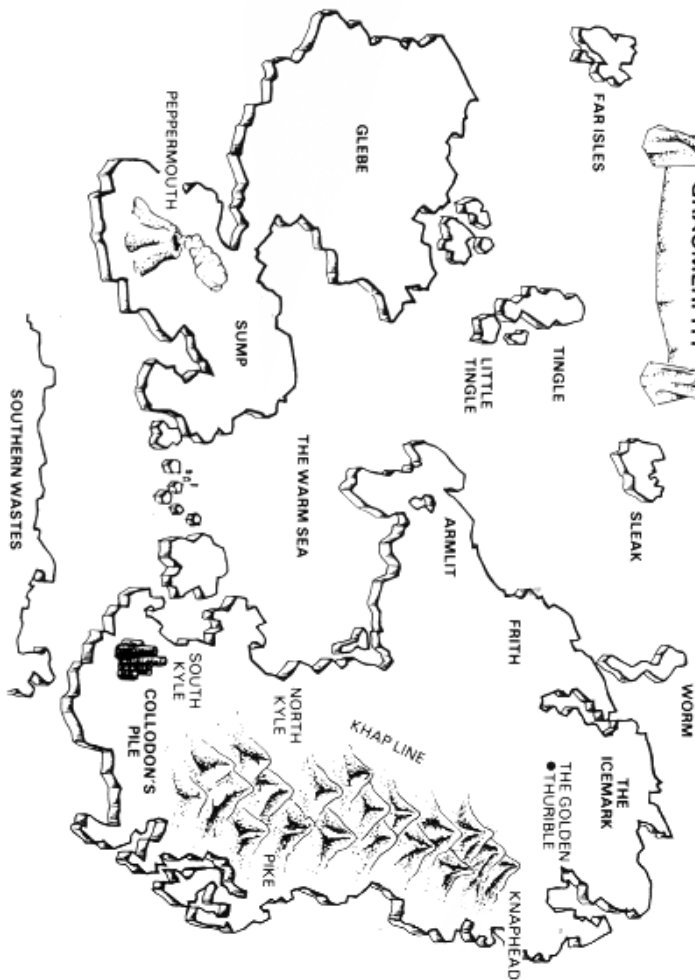 WORM
FAR ISLES
SLEAK
THE
ICEMARK
TINGLE
THE GOLDEN
THURIBLE
FRITH
KNAPHEAD
LITTLE
TINGLE
ARMLIT
GLEBE
KHAP LINE
THE WARM SEA
NORTH
KYLE
PIKE
SUMP
SOUTH
KYLE
PEPPERMOUTH
COLLODON'S
PILE
SOUTHERN WASTES